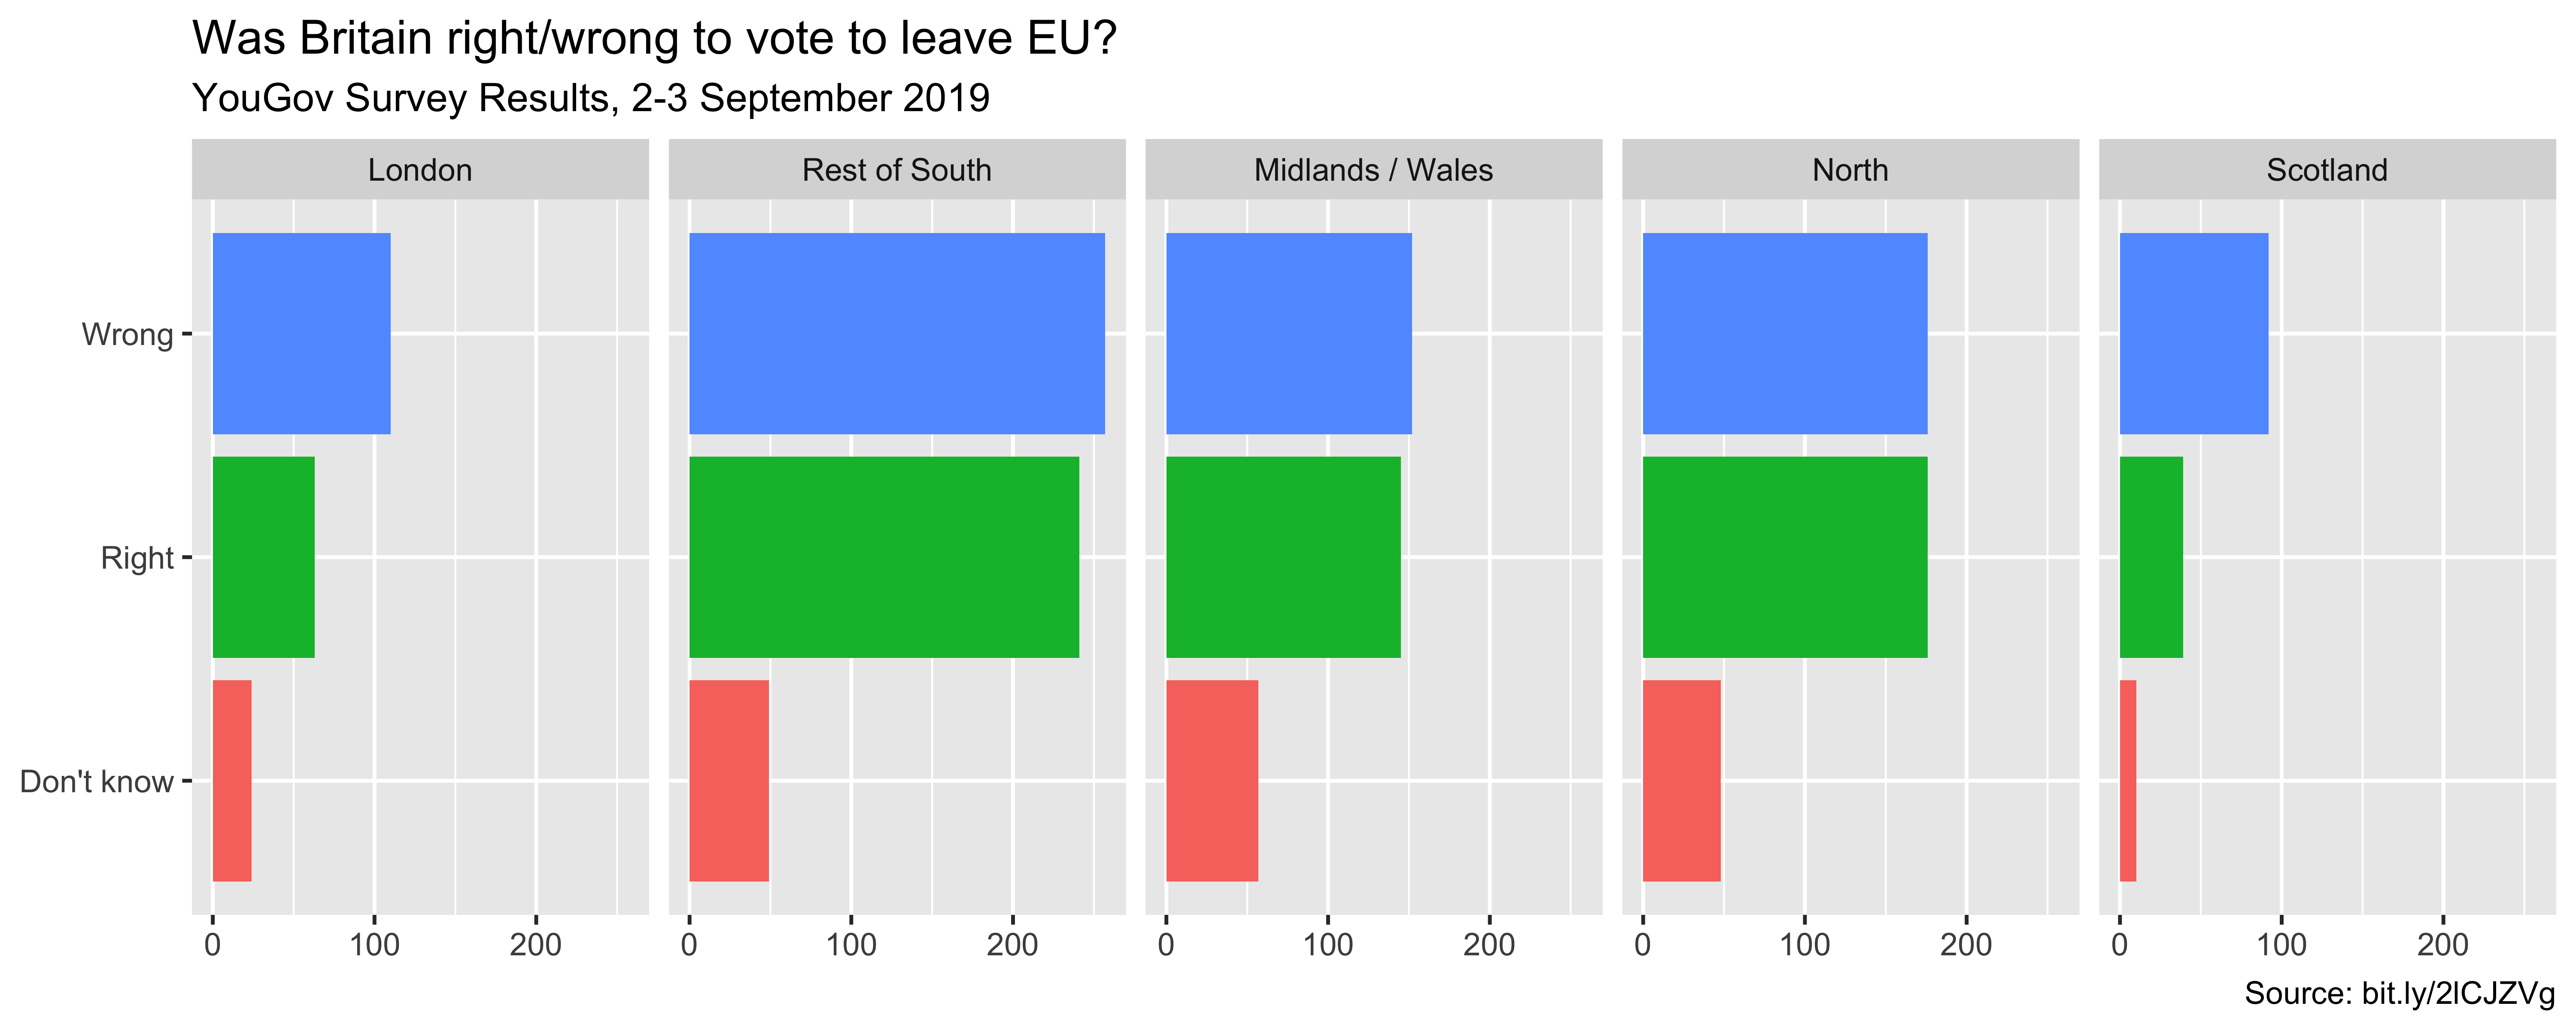 Was Britain right/wrong to vote to leave EU?
YouGov Survey Results, 2-3 September 2019
London
Rest of South
Midlands / Wales
North
Scotland
Wrong
Right
Don't know
0 100 200
0 100 200
0 100 200
0 100 200
0 100 200
Source: bit.ly/2lCJZVg